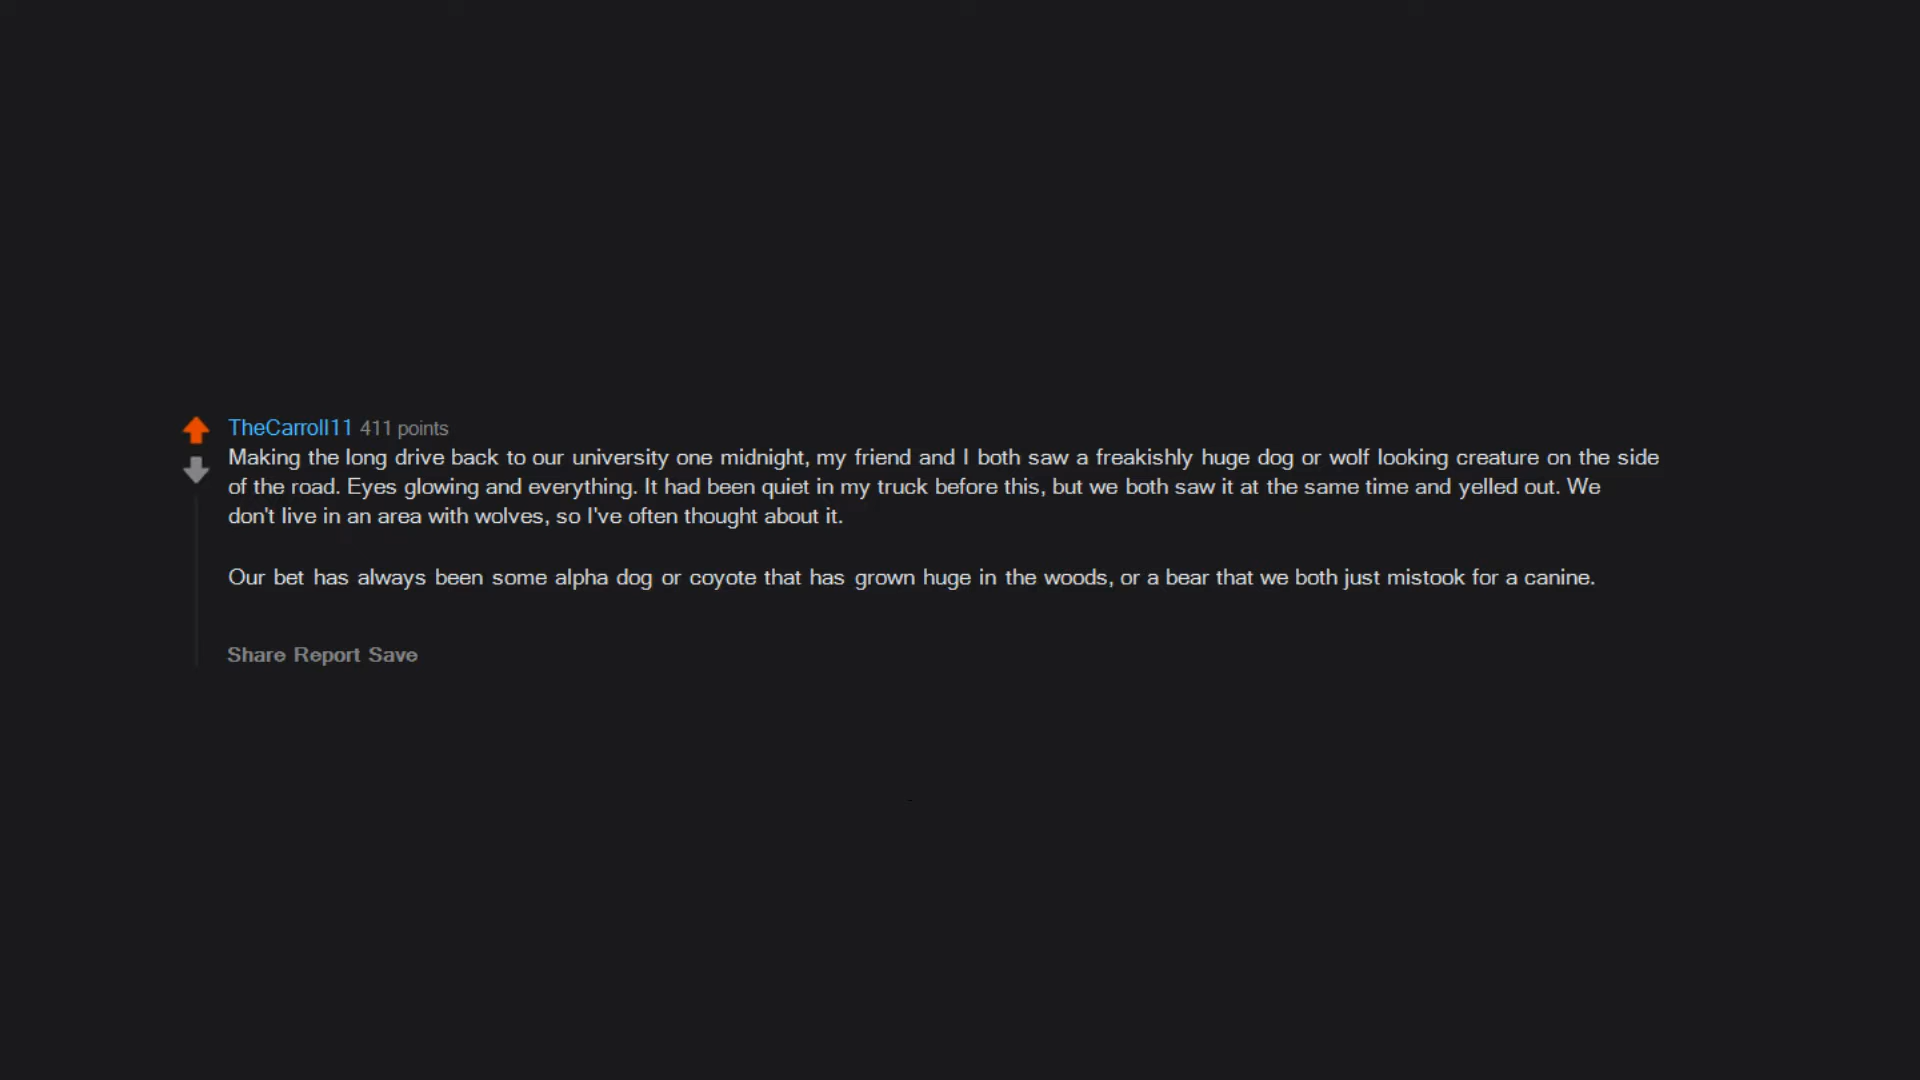 TheCarroll11 411 points
Making the long drive back to our university one midnight, my friend and I both saw a freakishly huge dog or wolf looking creature on the side
of the road. Eyes glowing and everything. It had been quiet in my truck before this, but we both saw it at the same time and yelled out. We
don't live in an area with wolves, so I've often thought about it.
Our bet has always been some alpha dog or coyote that has grown huge in the woods, or a bear that we both just mistook for a canine.
Share Report Save